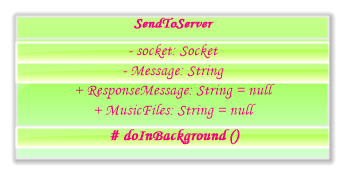 SendToServer
- socket: Socket
- Message: String
+ ResponseMessage: String = null
+ MusicFiles: String = null
# doInBackground ()